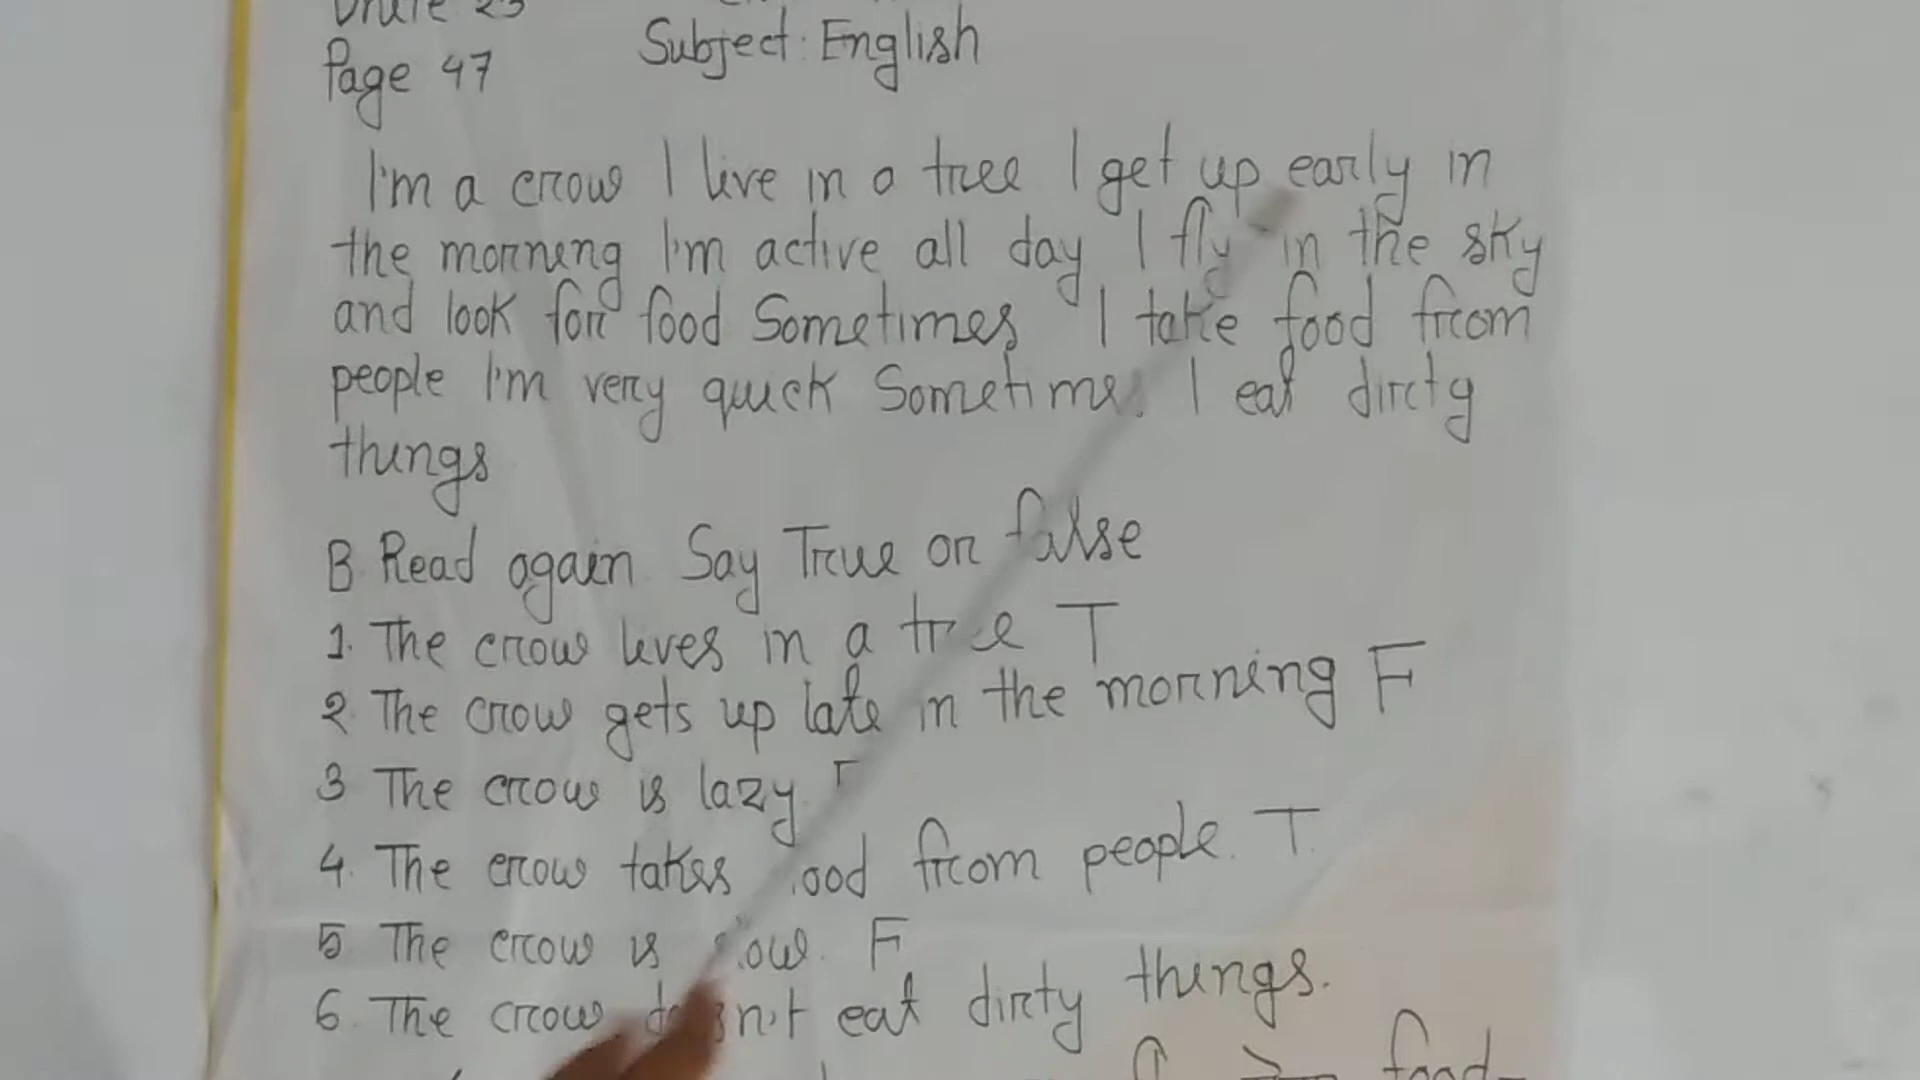 Page 47 Subject: English
I'm a crow I live in a tree I get up early in
the morning I'm active all day I fly in the sky
and look for food Sometimes I take food from
people I'm very quick Sometimes I eat dirty
things
B. Read again. Say True or false
1. The crow lives in a tree T
2. The crow gets up late in the morning F
3 The crow is lazy. F
4. The crow takes food from people. T.
5 The crow is slow. F
6. The crow doesn't eat dirty things.
food